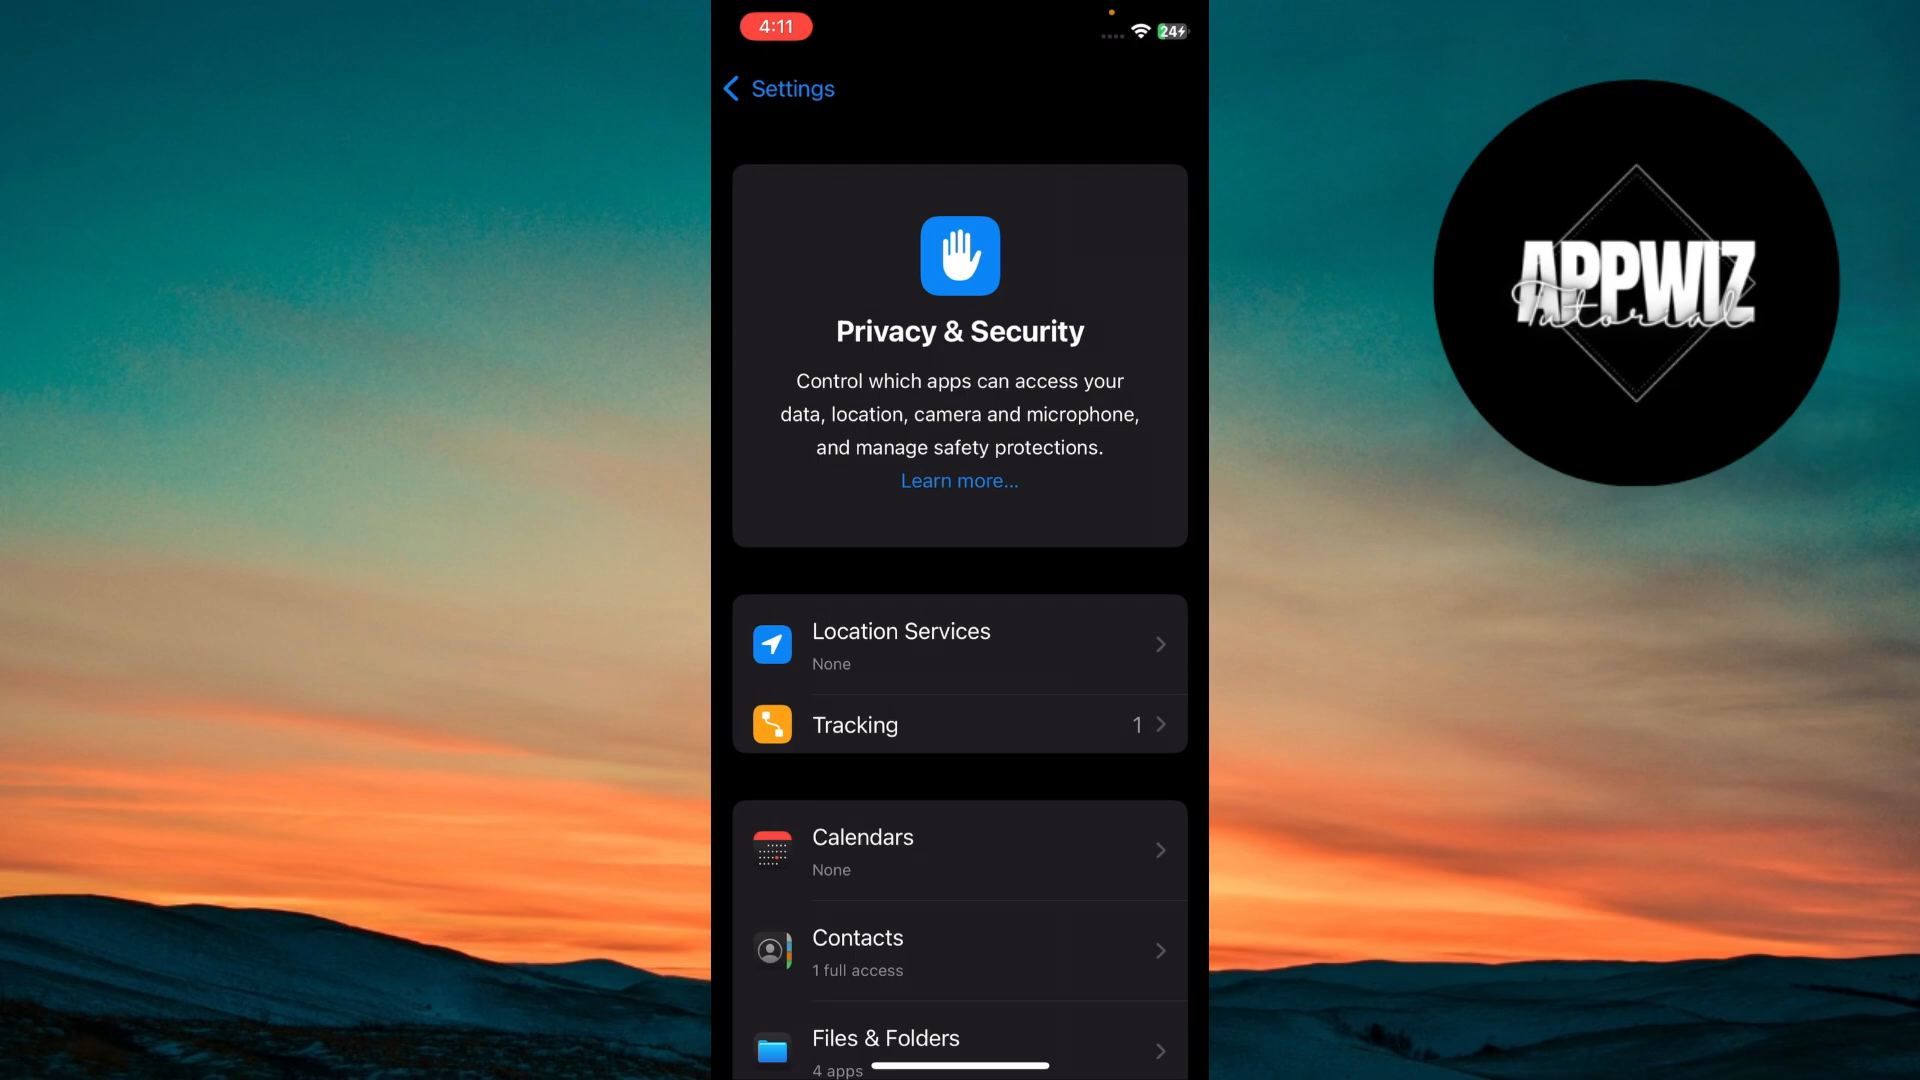 4:11
24
Settings
APPWIZ
Tutorial
Privacy & Security
Control which apps can access your
data, location, camera and microphone,
and manage safety protections.
Learn more...
Location Services
None
Tracking
1
Calendars
None
Contacts
1 full access
Files & Folders
4 apps